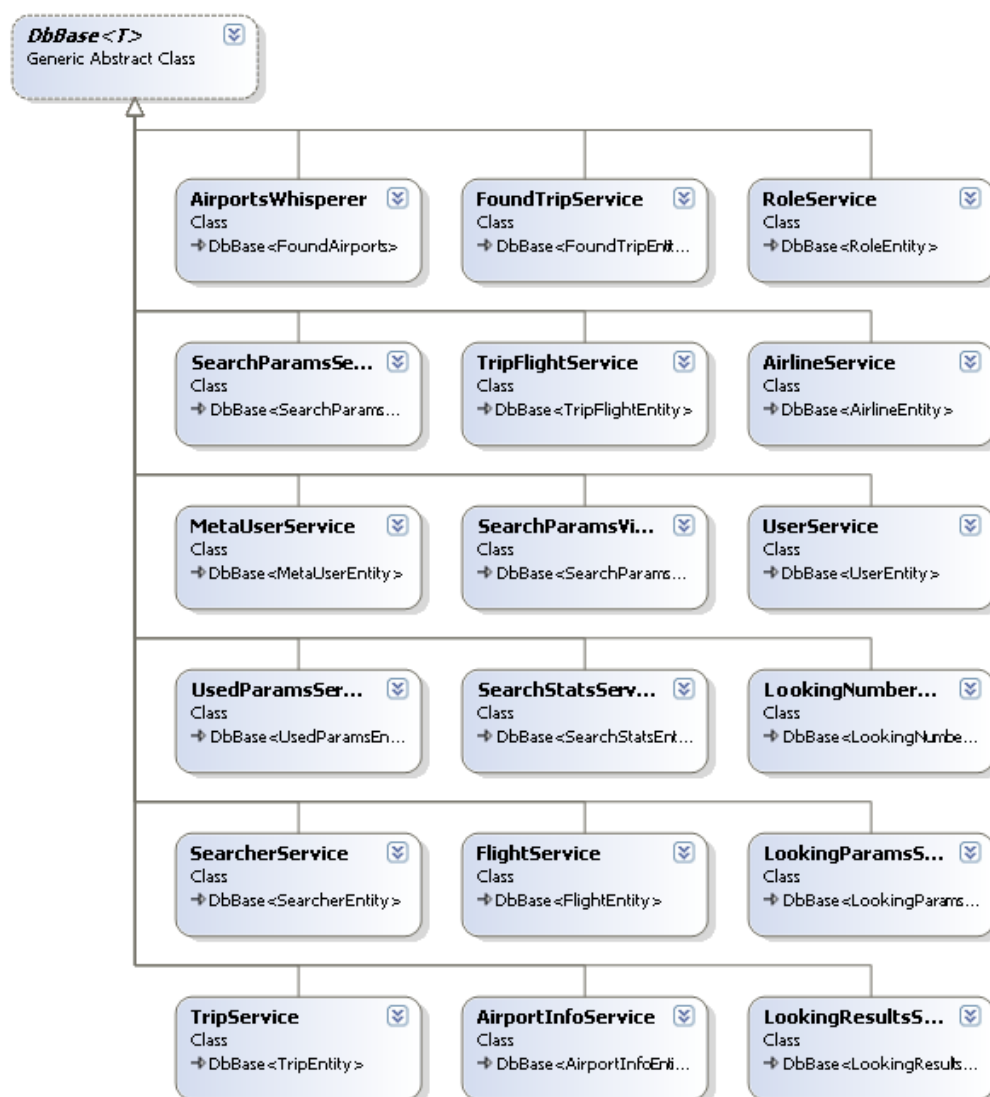 DbBase<T>
Generic Abstract Class
AirportsWhisperer
Class
DbBase<FoundAirports>
FoundTripService
Class
DbBase<FoundTripEntit...
RoleService
Class
DbBase<RoleEntity>
SearchParamsSe...
Class
DbBase<SearchParams...
TripFlightService
Class
DbBase<TripFlightEntity>
AirlineService
Class
DbBase<AirlineEntity>
MetaUserService
Class
DbBase<MetaUserEntity>
SearchParamsVi...
Class
DbBase<SearchParams...
UserService
Class
DbBase<UserEntity>
UsedParamsSer...
Class
DbBase<UsedParamsEn...
SearchStatsServ...
Class
DbBase<SearchStatsEnt...
LookingNumber...
Class
DbBase<LookingNumbe...
SearcherService
Class
DbBase<SearcherEntity>
FlightService
Class
DbBase<FlightEntity>
LookingParamsS...
Class
DbBase<LookingParams...
TripService
Class
DbBase<TripEntity>
AirportInfoService
Class
DbBase<AirportInfoEnti...
LookingResultsS...
Class
DbBase<LookingResults...